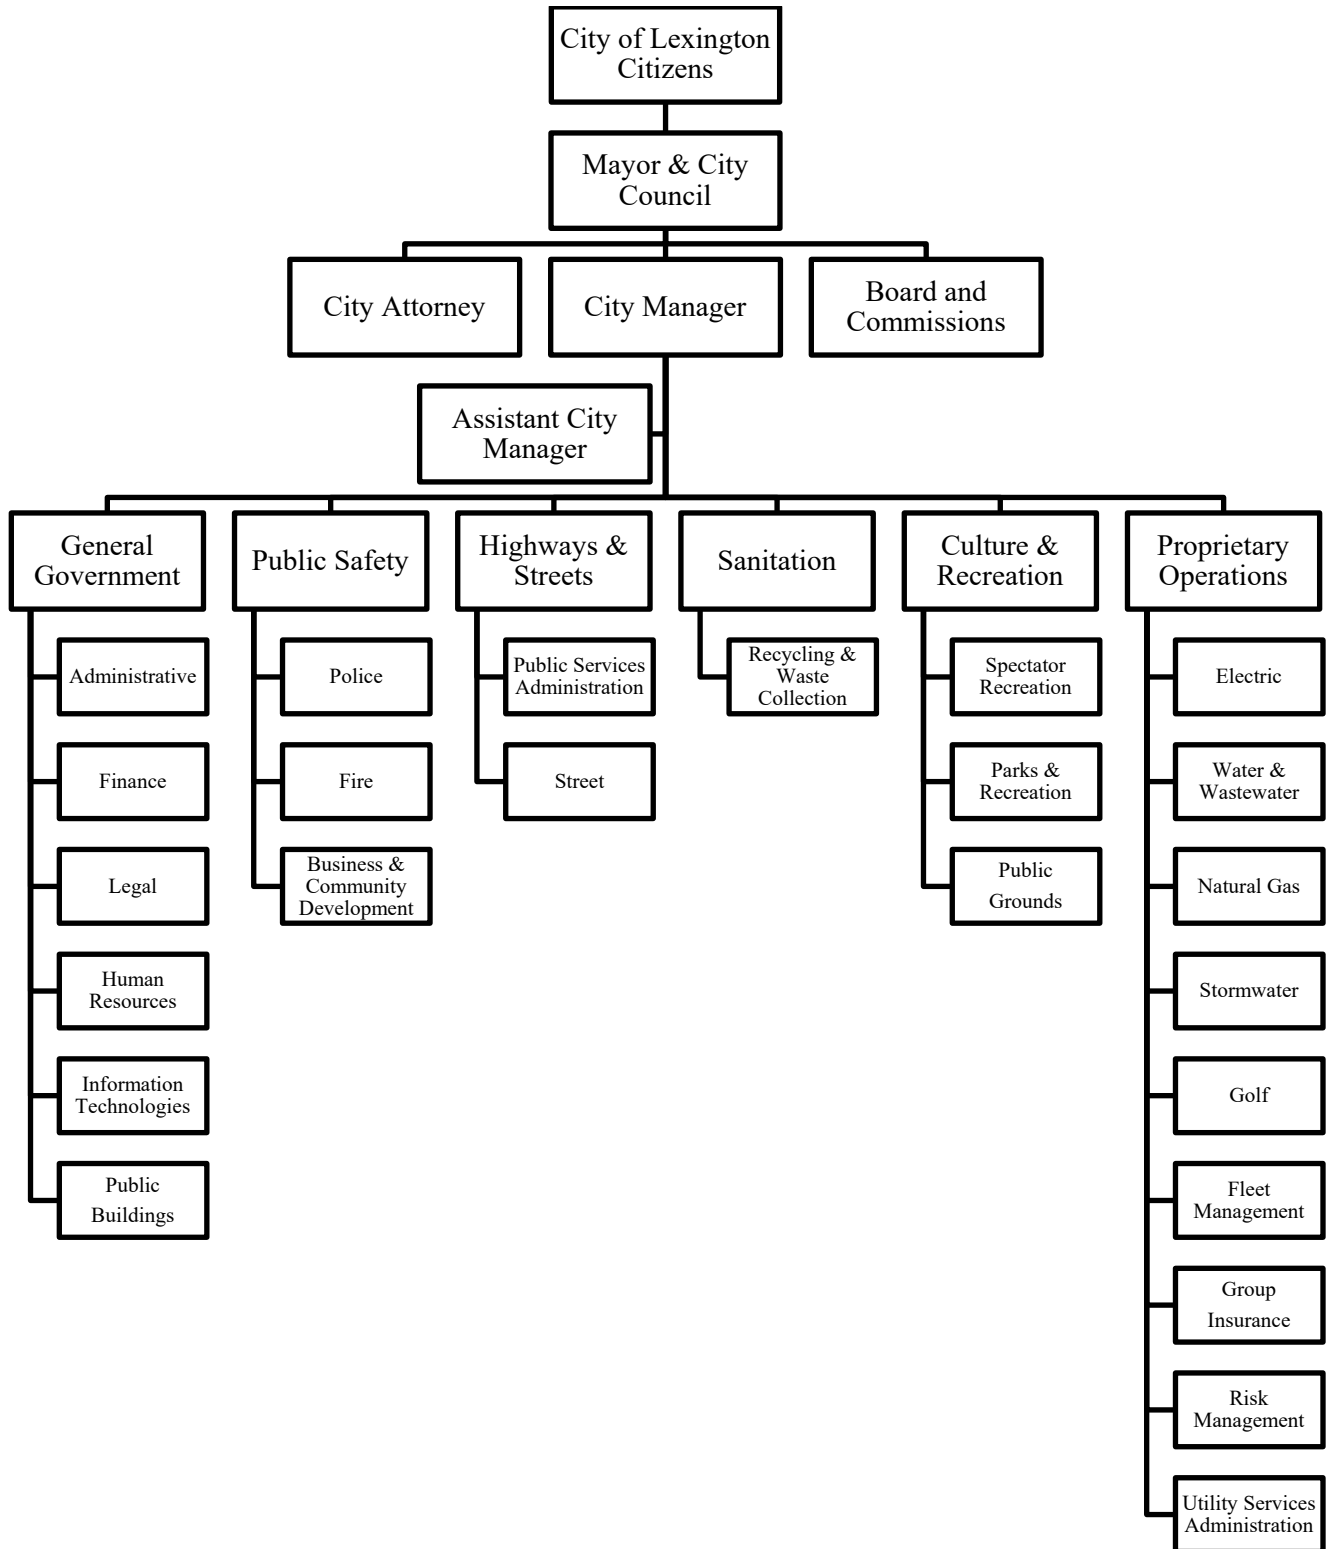 City of Lexington
Citizens
Mayor & City
Council
City Attorney
City Manager
Board and
Commissions
Assistant City
Manager
General
Government
Public Safety
Highways &
Streets
Sanitation
Culture &
Recreation
Proprietary
Operations
Administrative
Finance
Legal
Human
Resources
Information
Technologies
Public
Buildings
Police
Fire
Business &
Community
Development
Public Services
Administration
Street
Recycling &
Waste
Collection
Spectator
Recreation
Parks &
Recreation
Public
Grounds
Electric
Water &
Wastewater
Natural Gas
Stormwater
Golf
Fleet
Management
Group
Insurance
Risk
Management
Utility Services
Administration